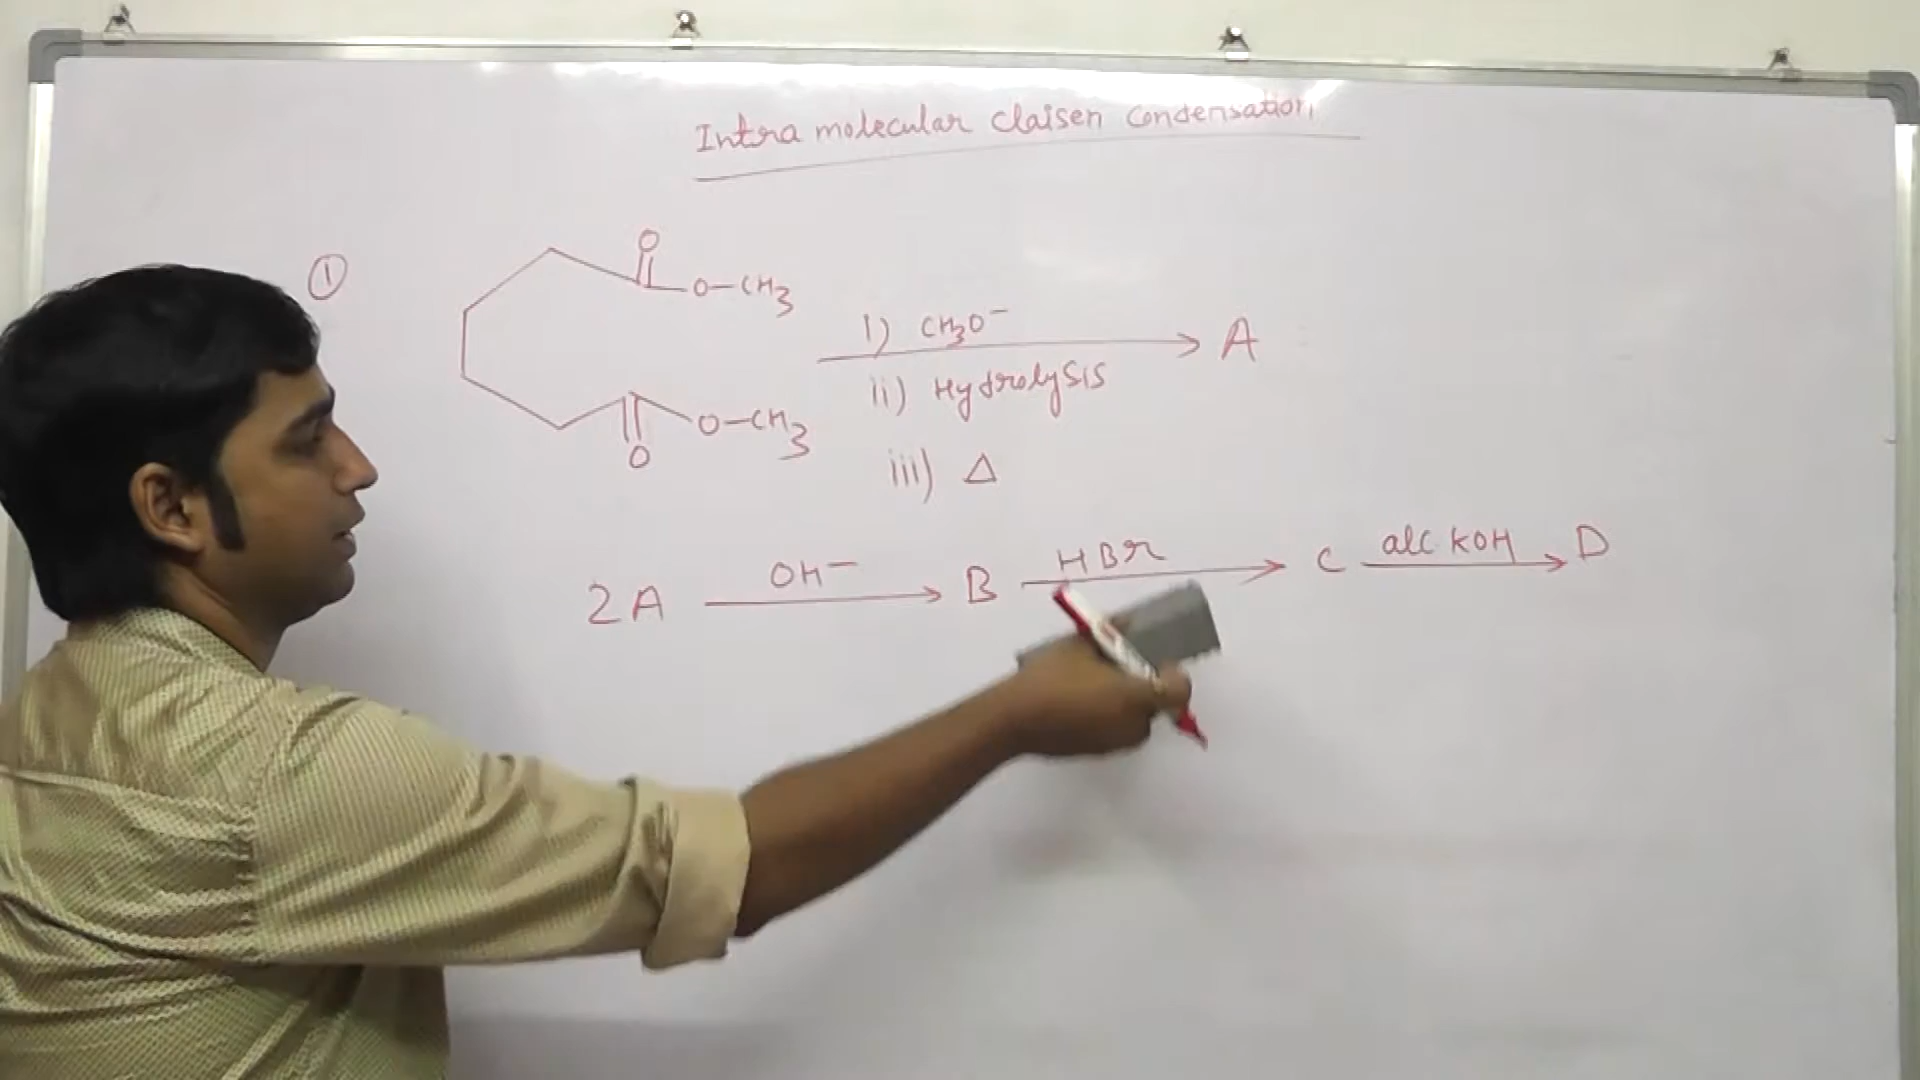 Intra molecular claisen condensation
①
O
O-CH3
i) CH3O⁻
A
ii) Hydrolysis
O-CH3
O
iii) Δ
2A OH⁻ B HBr C alc KOH D